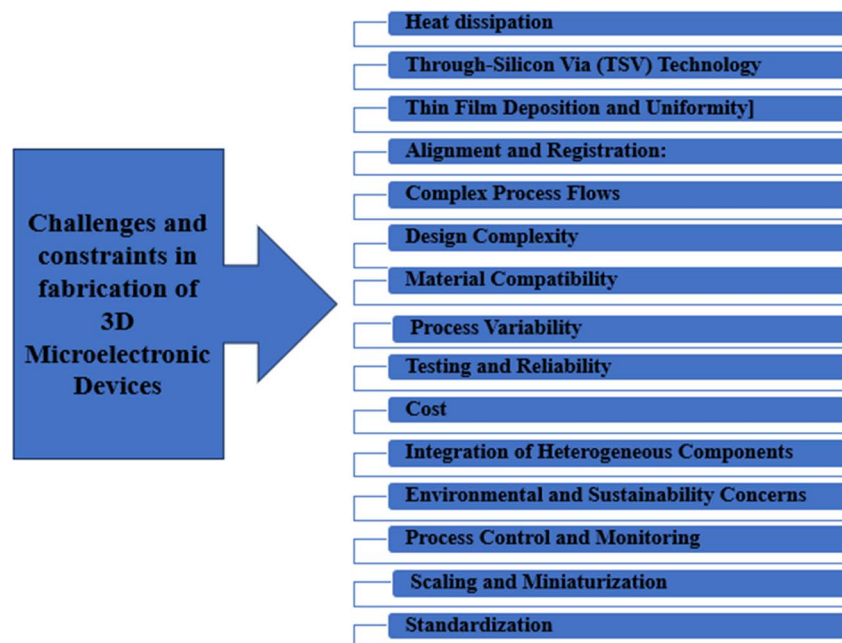 Challenges and
constraints in
fabrication of
3D
Microelectronic
Devices
Heat dissipation
Through-Silicon Via (TSV) Technology
Thin Film Deposition and Uniformity]
Alignment and Registration:
Complex Process Flows
Design Complexity
Material Compatibility
Process Variability
Testing and Reliability
Cost
Integration of Heterogeneous Components
Environmental and Sustainability Concerns
Process Control and Monitoring
Scaling and Miniaturization
Standardization